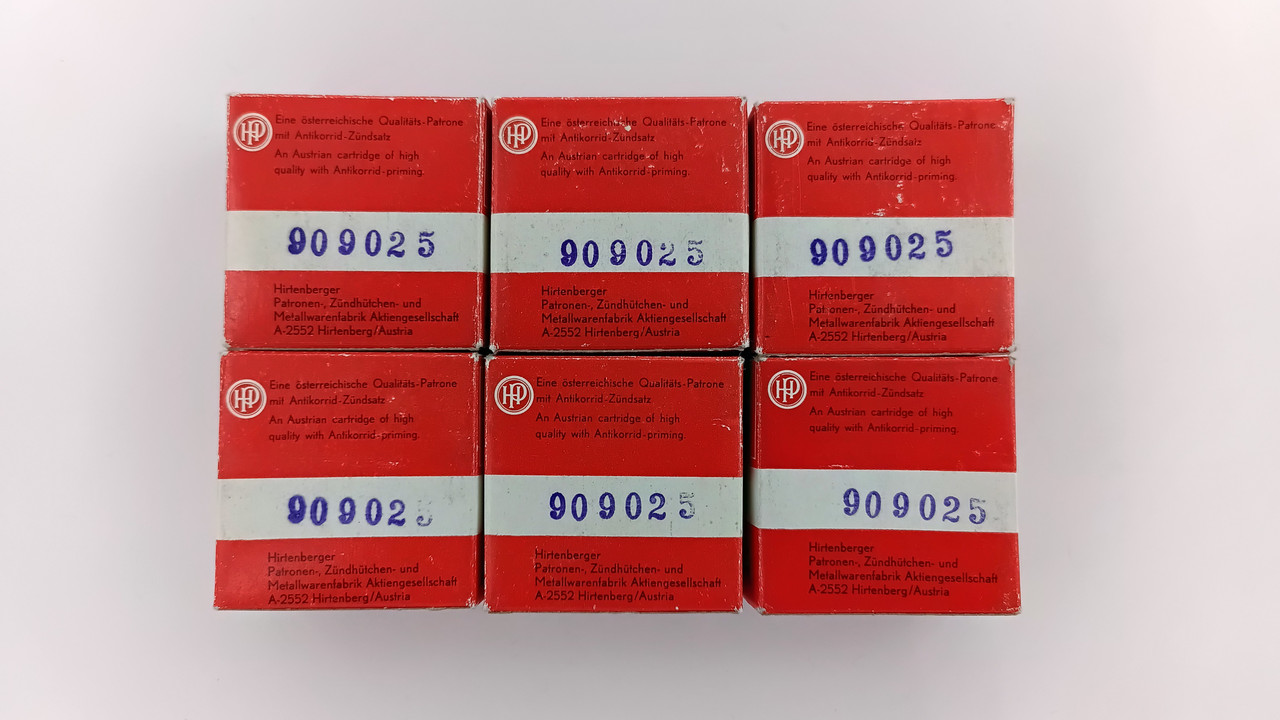 HP
Eine österreichische Qualitäts-Patrone
mit Antikorrid-Zündsatz
An Austrian cartridge of high
quality with Antikorrid-priming.
909025
Hirtenberger
Patronen-, Zündhütchen- und
Metallwarenfabrik Aktiengesellschaft
A-2552 Hirtenberg/Austria
HP
Eine österreichische Qualitäts-Patrone
mit Antikorrid-Zündsatz
An Austrian cartridge of high
quality with Antikorrid-priming.
909025
Hirtenberger
Patronen-, Zündhütchen- und
Metallwarenfabrik Aktiengesellschaft
A-2552 Hirtenberg/Austria
HP
Eine österreichische Qualitäts-Patrone
mit Antikorrid-Zündsatz
An Austrian cartridge of high
quality with Antikorrid-priming.
909025
Hirtenberger
Patronen-, Zündhütchen- und
Metallwarenfabrik Aktiengesellschaft
A-2552 Hirtenberg/Austria
HP
Eine österreichische Qualitäts-Patrone
mit Antikorrid-Zündsatz
An Austrian cartridge of high
quality with Antikorrid-priming.
909025
Hirtenberger
Patronen-, Zündhütchen- und
Metallwarenfabrik Aktiengesellschaft
A-2552 Hirtenberg/Austria
HP
Eine österreichische Qualitäts-Patrone
mit Antikorrid-Zündsatz
An Austrian cartridge of high
quality with Antikorrid-priming.
909025
Hirtenberger
Patronen-, Zündhütchen- und
Metallwarenfabrik Aktiengesellschaft
A-2552 Hirtenberg/Austria
HP
Eine österreichische Qualitäts-Patrone
mit Antikorrid-Zündsatz
An Austrian cartridge of high
quality with Antikorrid-priming.
909025
Hirtenberger
Patronen-, Zündhütchen- und
Metallwarenfabrik Aktiengesellschaft
A-2552 Hirtenberg/Austria